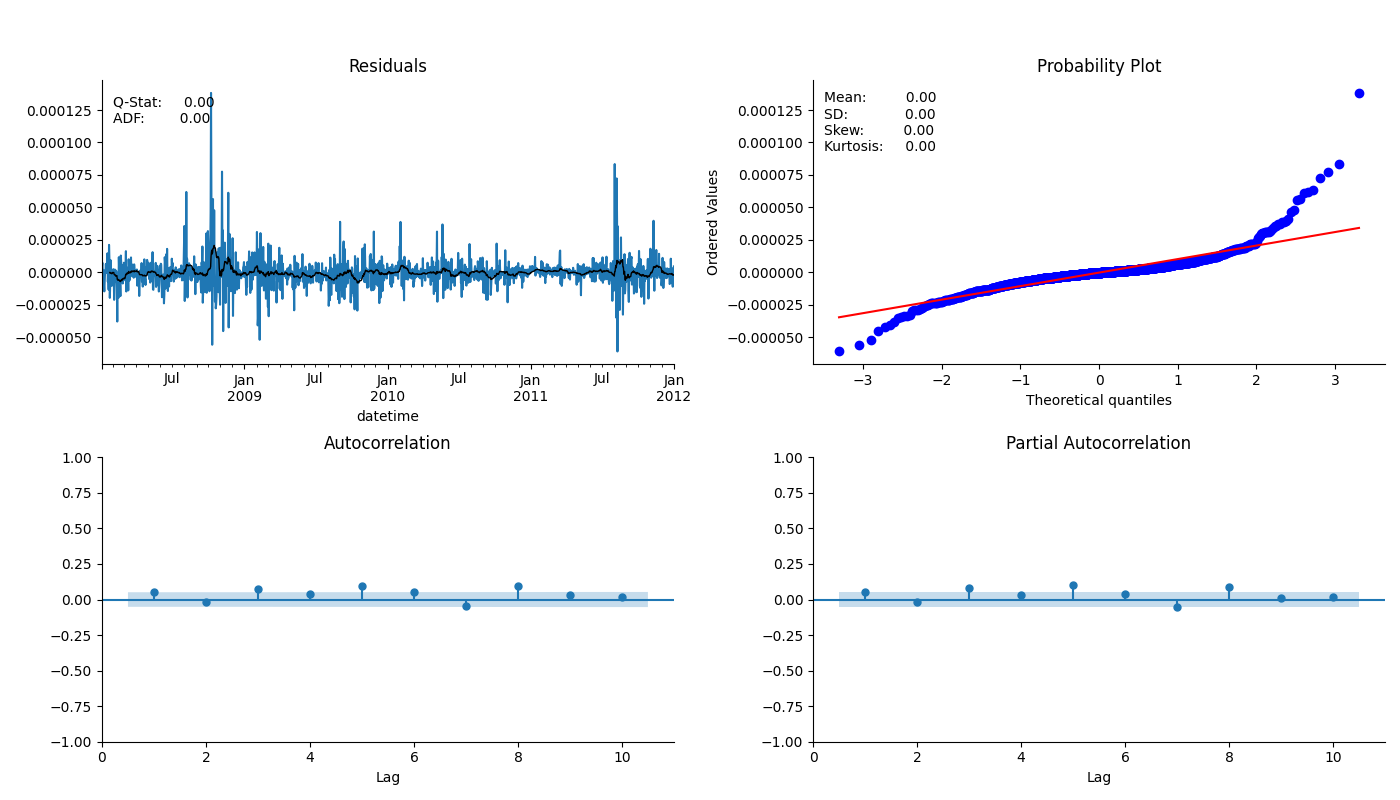 Residuals
Q-Stat: 0.00
ADF: 0.00
0.000125
0.000100
0.000075
0.000050
0.000025
0.000000
−0.000025
−0.000050
Jul Jan Jul Jan Jul Jan Jul Jan
2009 2010 2011 2012
datetime
Probability Plot
Mean: 0.00
SD: 0.00
Skew: 0.00
Kurtosis: 0.00
Ordered Values
0.000125
0.000100
0.000075
0.000050
0.000025
0.000000
−0.000025
−0.000050
−3 −2 −1 0 1 2 3
Theoretical quantiles
Autocorrelation
1.00
0.75
0.50
0.25
0.00
−0.25
−0.50
−0.75
−1.00
0 2 4 6 8 10
Lag
Partial Autocorrelation
1.00
0.75
0.50
0.25
0.00
−0.25
−0.50
−0.75
−1.00
0 2 4 6 8 10
Lag